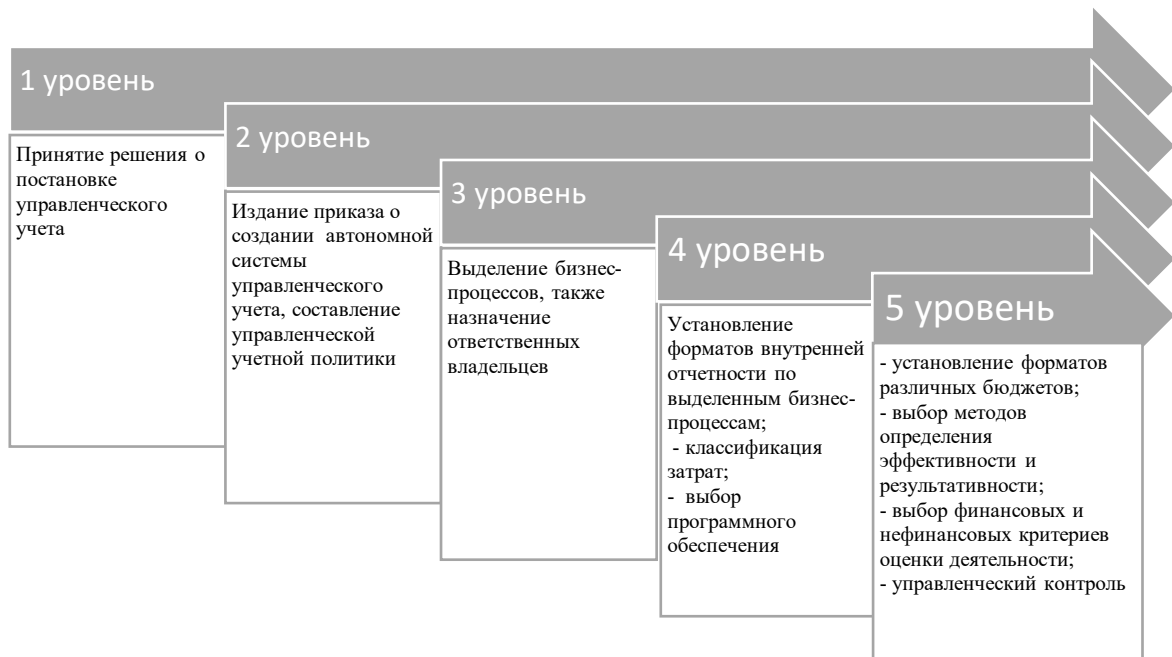 1 уровень
Принятие решения о
постановке
управленческого
учета
2 уровень
Издание приказа о
создании автономной
системы
управленческого
учета, составление
управленческой
учетной политики
3 уровень
Выделение бизнес-
процессов, также
назначение
ответственных
владельцев
4 уровень
Установление
форматов внутренней
отчетности по
выделенным бизнес-
процессам;
- классификация
затрат;
- выбор
программного
обеспечения
5 уровень
- установление форматов
различных бюджетов;
- выбор методов
определения
эффективности и
результативности;
- выбор финансовых и
нефинансовых критериев
оценки деятельности;
- управленческий контроль